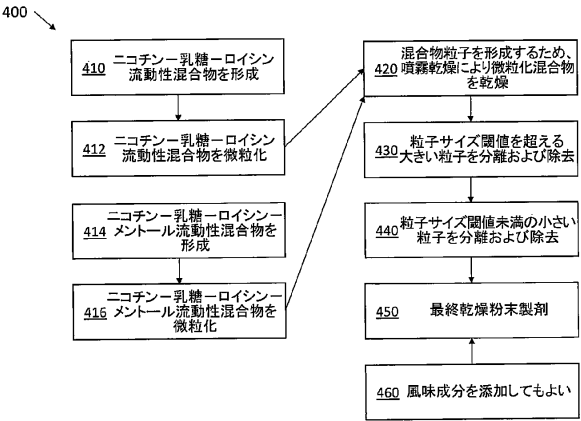 400
410 ニコチンー乳糖ーロイシン
流動性混合物を形成
412 ニコチンー乳糖ーロイシン
流動性混合物を微粒化
414 ニコチンー乳糖ーロイシンー
メントール流動性混合物を
形成
416 ニコチンー乳糖ーロイシンー
メントール流動性混合物を
微粒化
420 混合物粒子を形成するため、
噴霧乾燥により微粒化混合物
を乾燥
430 粒子サイズ閾値を超える
大きい粒子を分離および除去
440 粒子サイズ閾値未満の小さい
粒子を分離および除去
450 最終乾燥粉末製剤
460 風味成分を添加してもよい